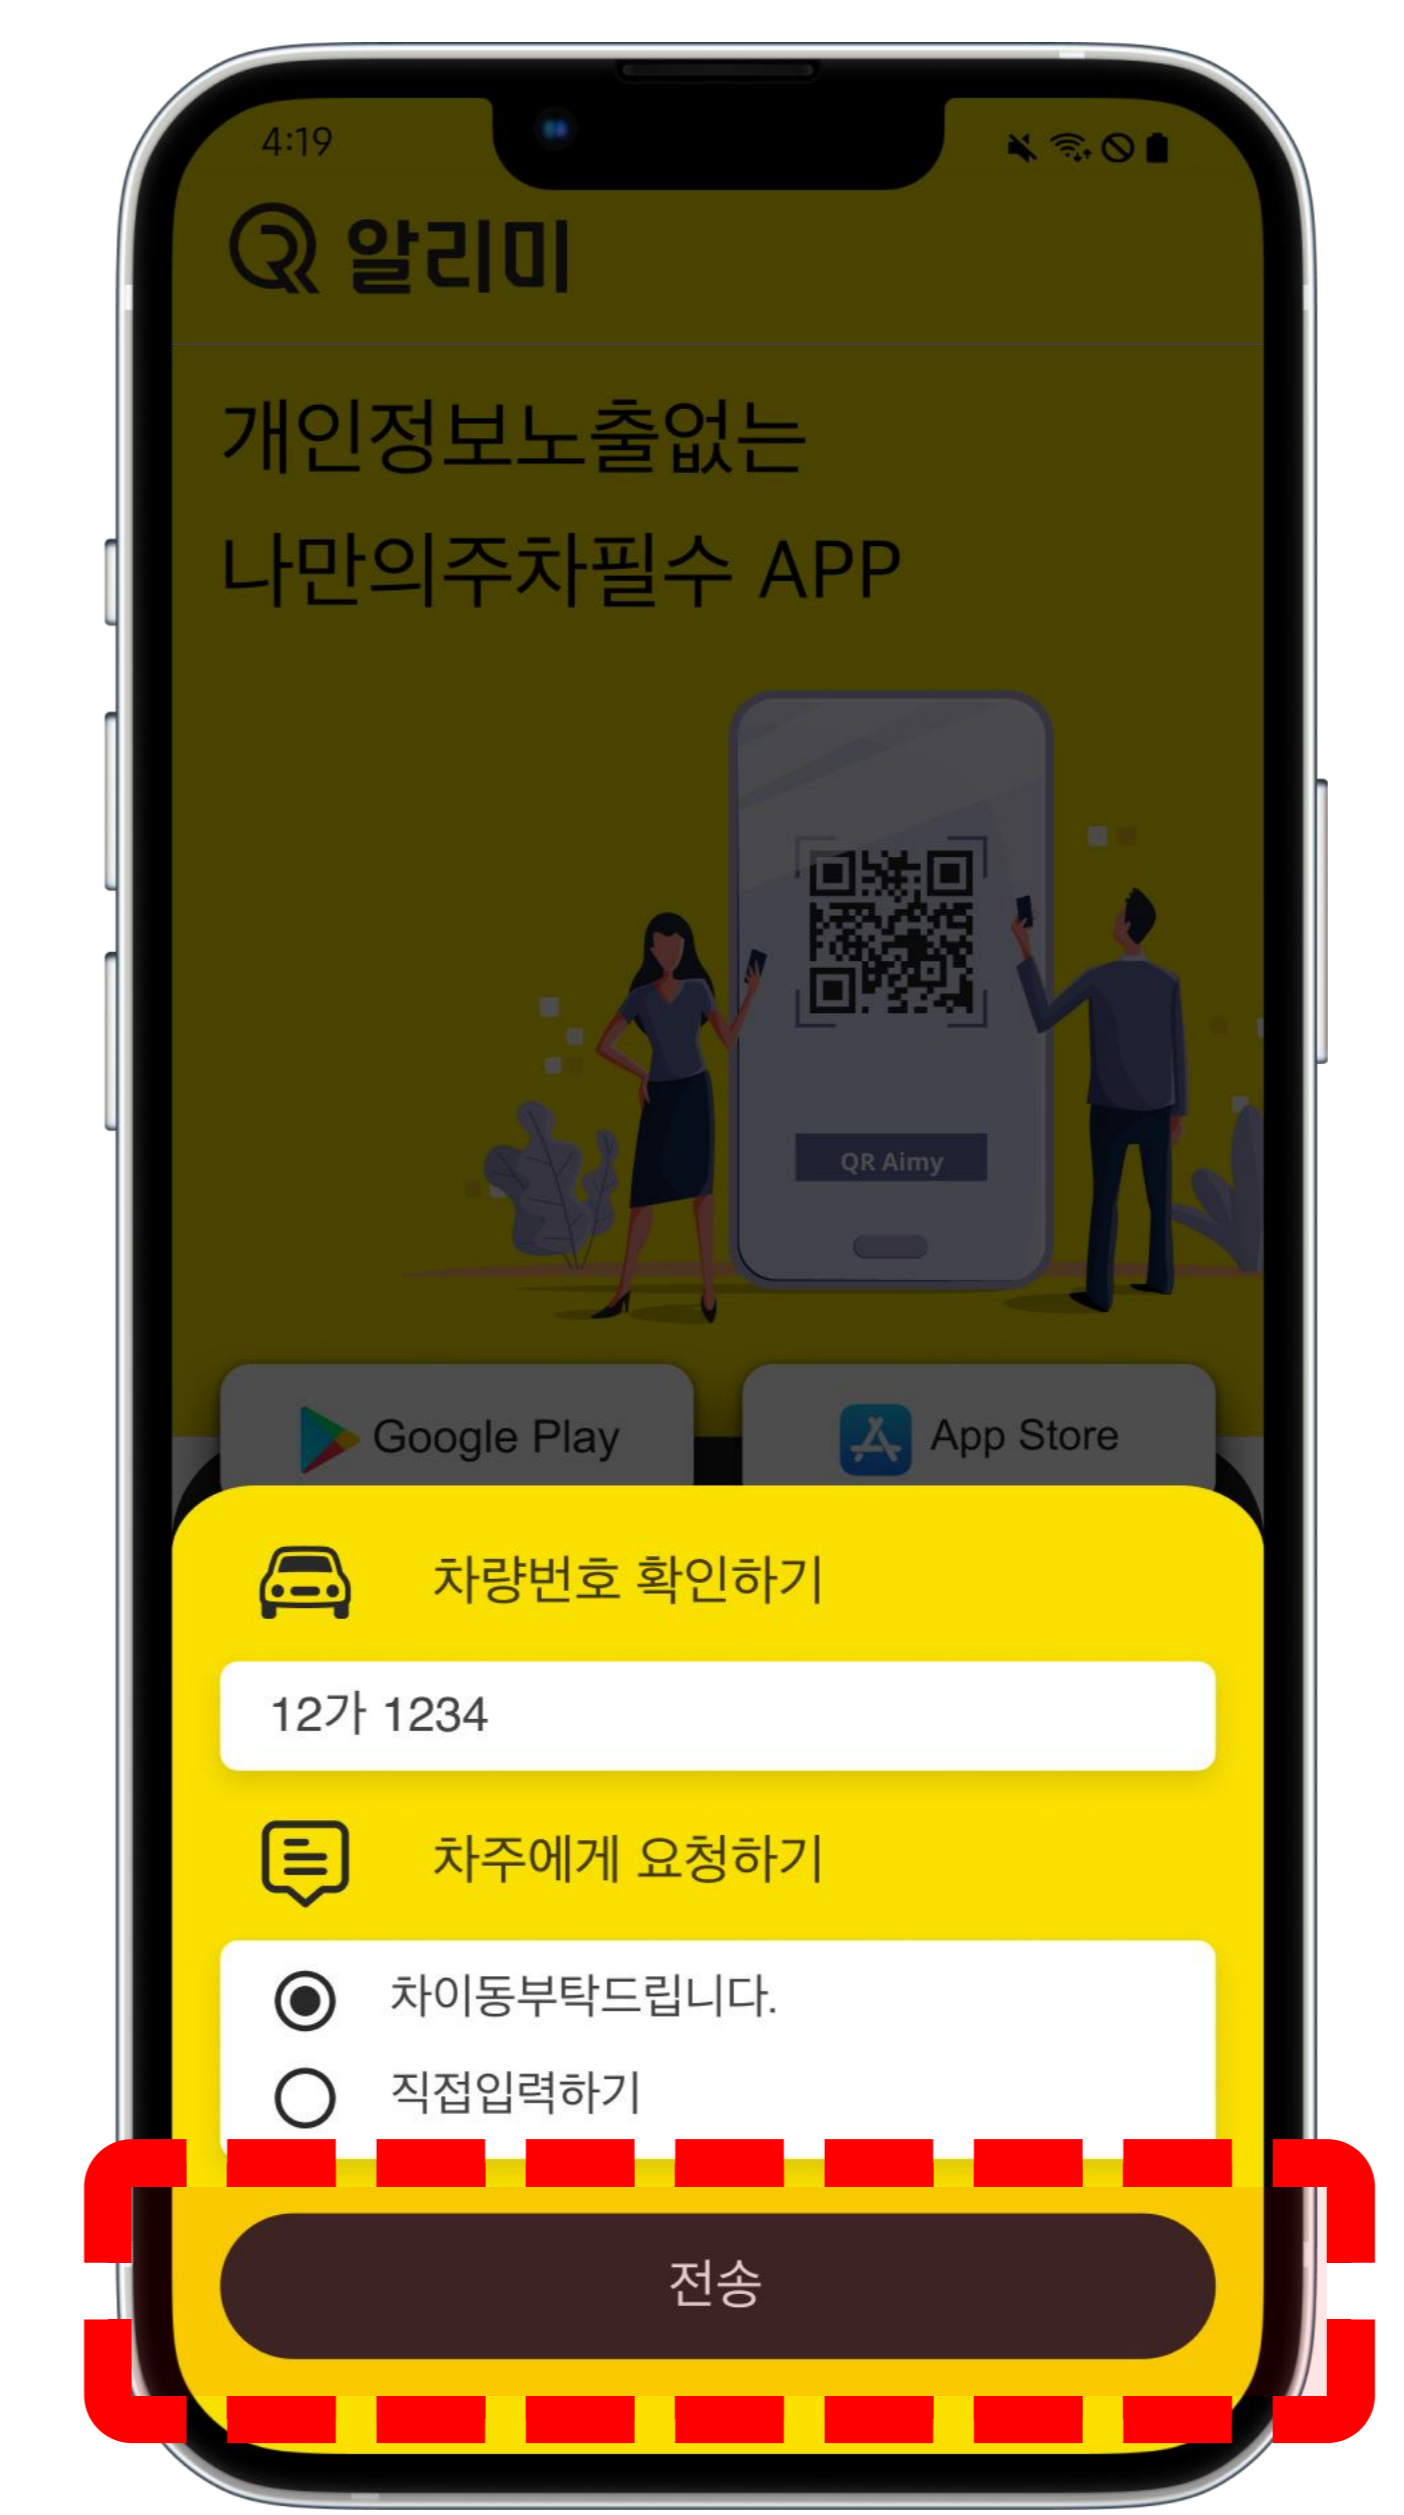 4:19
QR 알리미
개인정보노출없는
나만의주차필수 APP
QR Aimy
Google Play
App Store
차량번호 확인하기
12가 1234
차주에게 요청하기
차이동부탁드립니다.
직접입력하기
전송